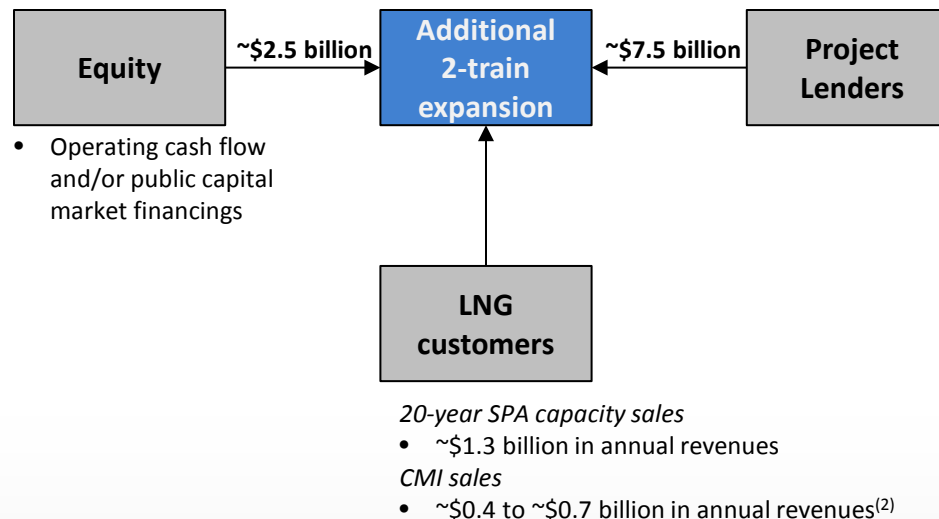 Equity
• Operating cash flow
and/or public capital
market financings
~$2.5 billion
Additional
2-train
expansion
~$7.5 billion
Project
Lenders
LNG
customers
20-year SPA capacity sales
• ~$1.3 billion in annual revenues
CMI sales
• ~$0.4 to ~$0.7 billion in annual revenues(2)